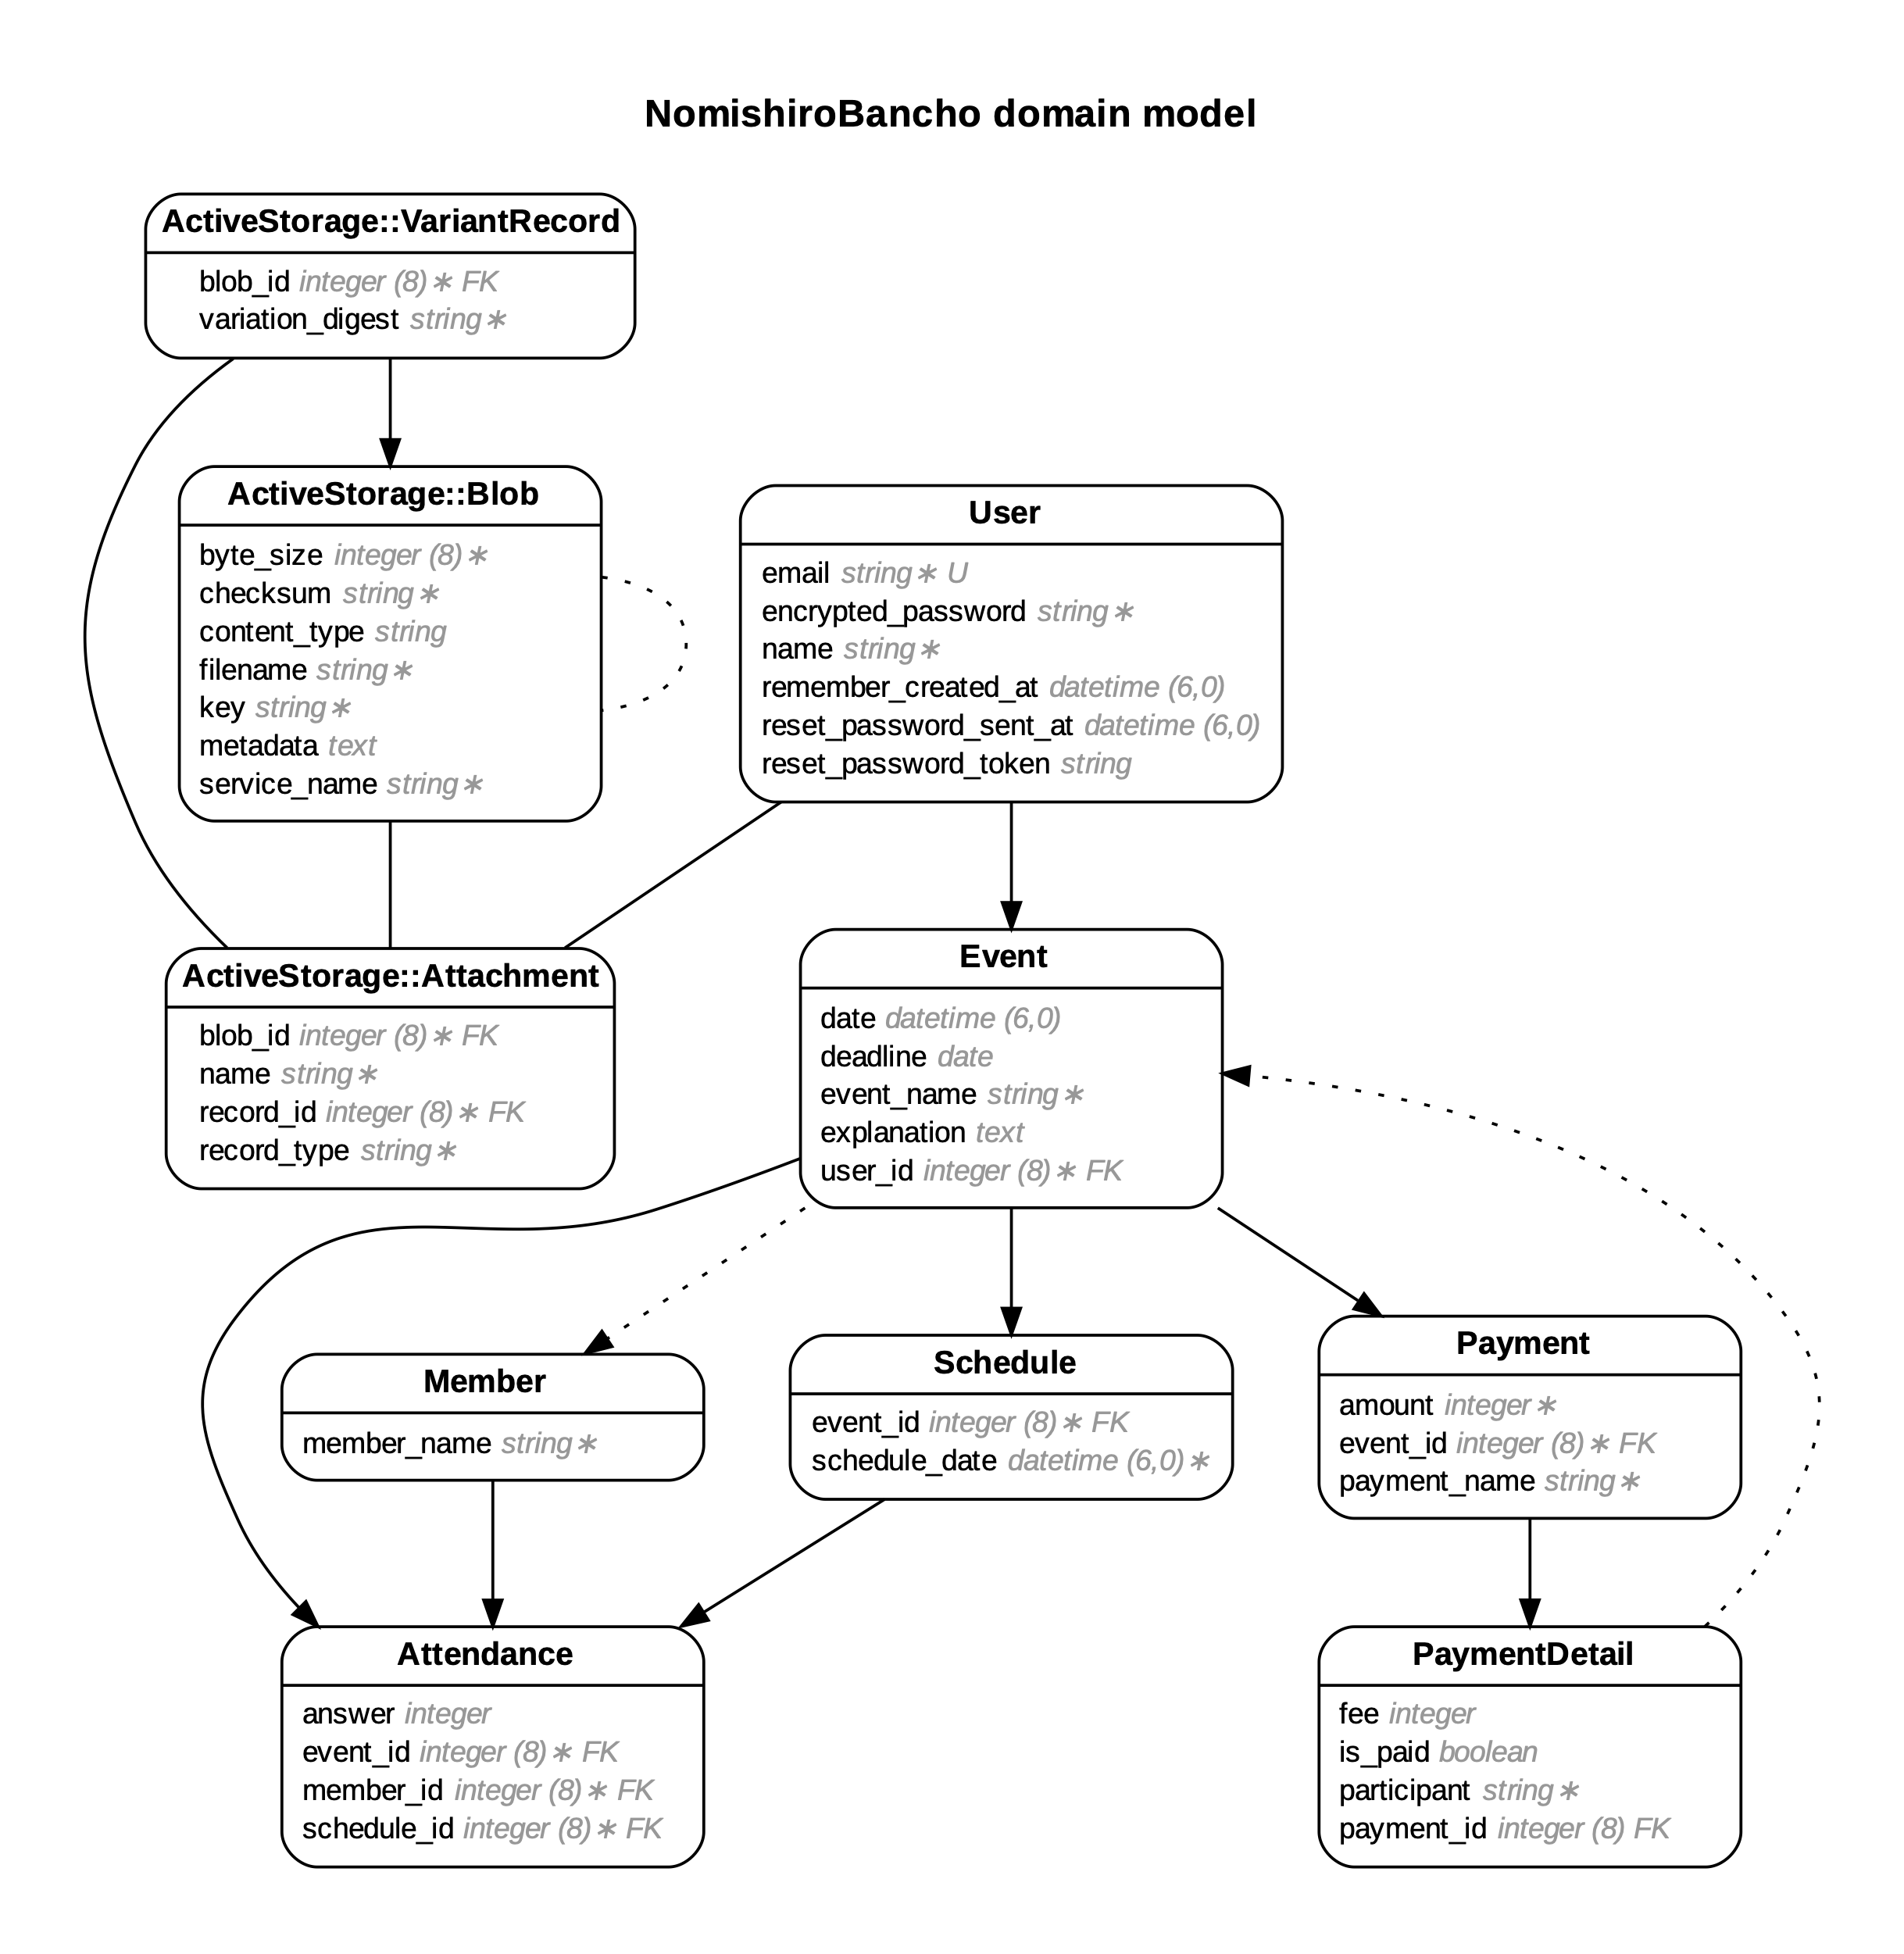 NomishiroBancho domain model
ActiveStorage::VariantRecord
blob_id integer (8)∗ FK
variation_digest string∗
ActiveStorage::Blob
byte_size integer (8)∗
checksum string∗
content_type string
filename string∗
key string∗
metadata text
service_name string∗
User
email string∗ U
encrypted_password string∗
name string∗
remember_created_at datetime (6,0)
reset_password_sent_at datetime (6,0)
reset_password_token string
ActiveStorage::Attachment
blob_id integer (8)∗ FK
name string∗
record_id integer (8)∗ FK
record_type string∗
Event
date datetime (6,0)
deadline date
event_name string∗
explanation text
user_id integer (8)∗ FK
Member
member_name string∗
Schedule
event_id integer (8)∗ FK
schedule_date datetime (6,0)∗
Payment
amount integer∗
event_id integer (8)∗ FK
payment_name string∗
Attendance
answer integer
event_id integer (8)∗ FK
member_id integer (8)∗ FK
schedule_id integer (8)∗ FK
PaymentDetail
fee integer
is_paid boolean
participant string∗
payment_id integer (8) FK